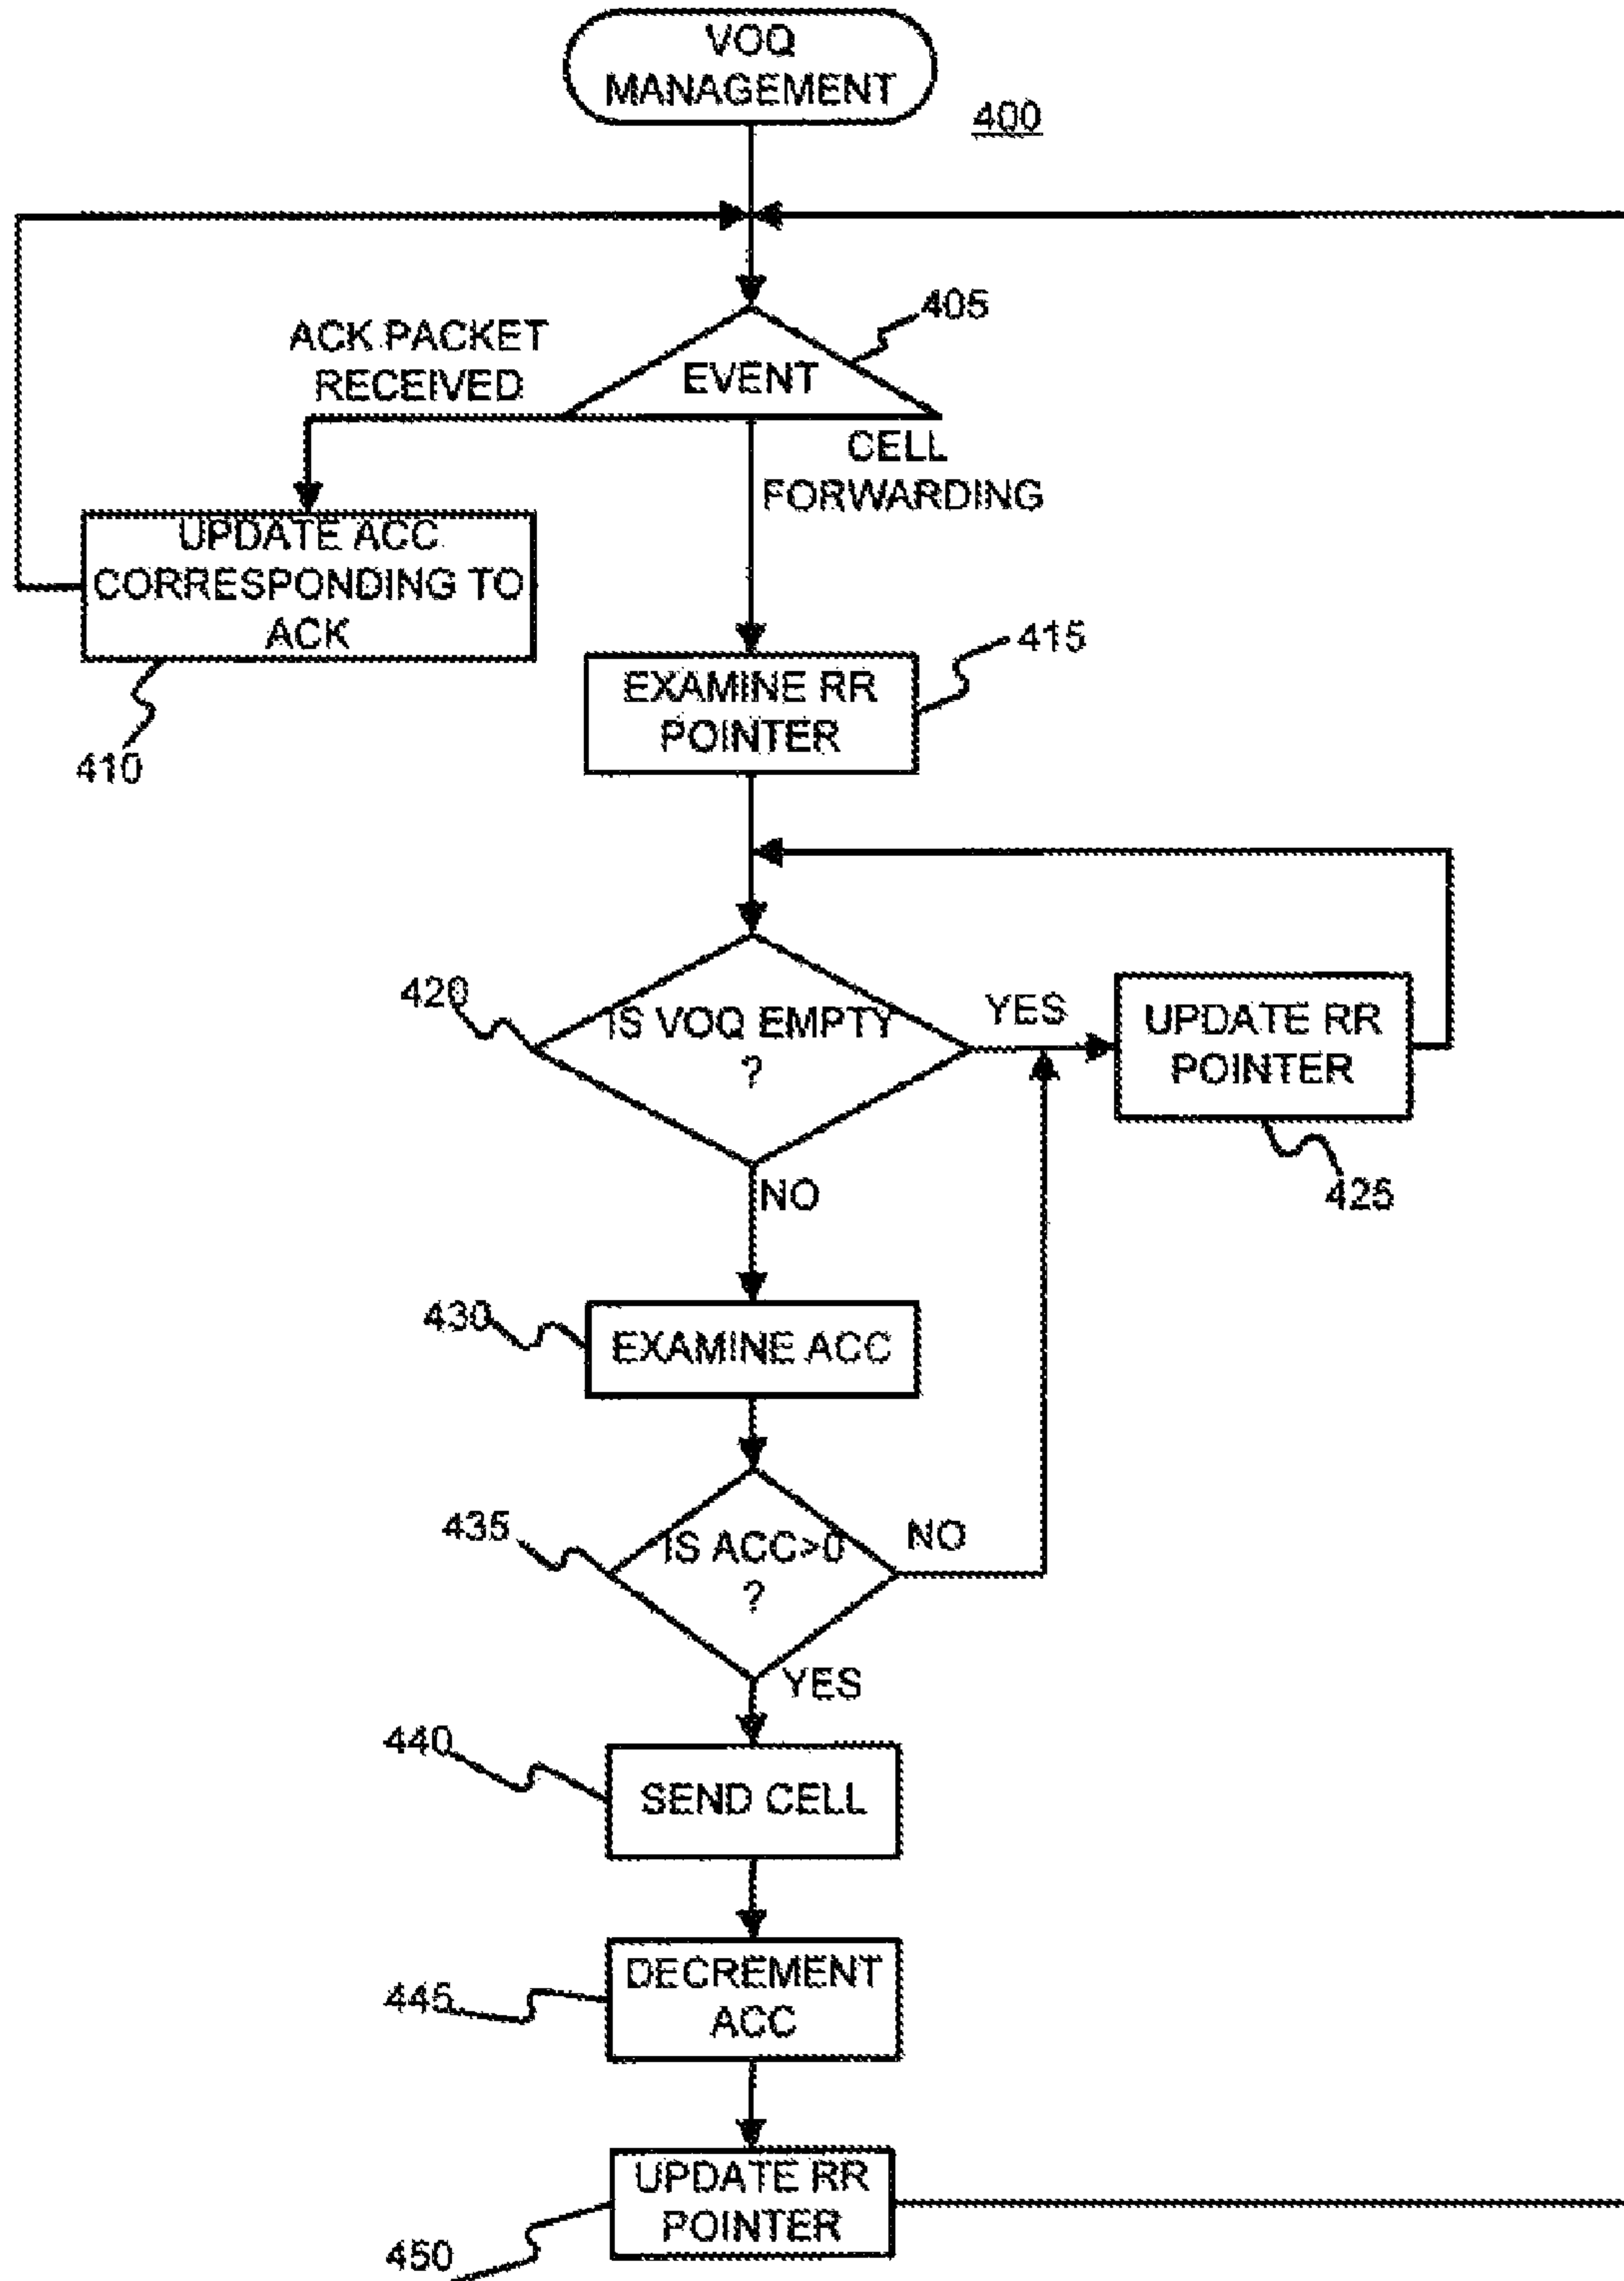 VOQ
MANAGEMENT
400
405
ACK PACKET
RECEIVED
EVENT
CELL
FORWARDING
UPDATE ACC
CORRESPONDING TO
ACK
410
415
EXAMINE RR
POINTER
420
IS VOQ EMPTY
?
YES
UPDATE RR
POINTER
425
NO
430
EXAMINE ACC
435
IS ACC>0
?
NO
YES
440
SEND CELL
DECREMENT
ACC
445
UPDATE RR
POINTER
450